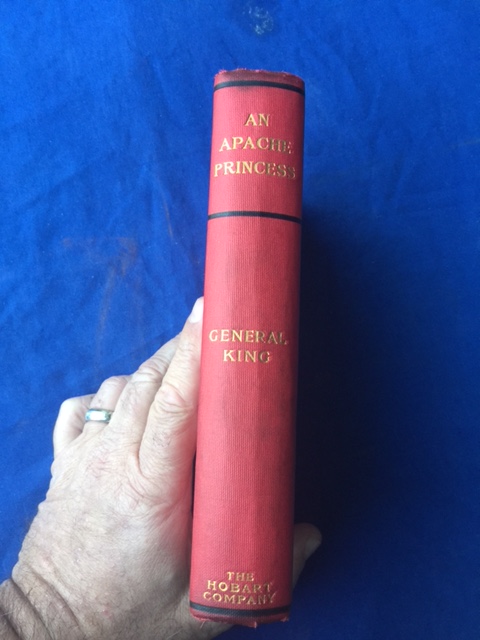 AN
APACHE
PRINCESS
GENERAL
KING
THE
HOBART
COMPANY